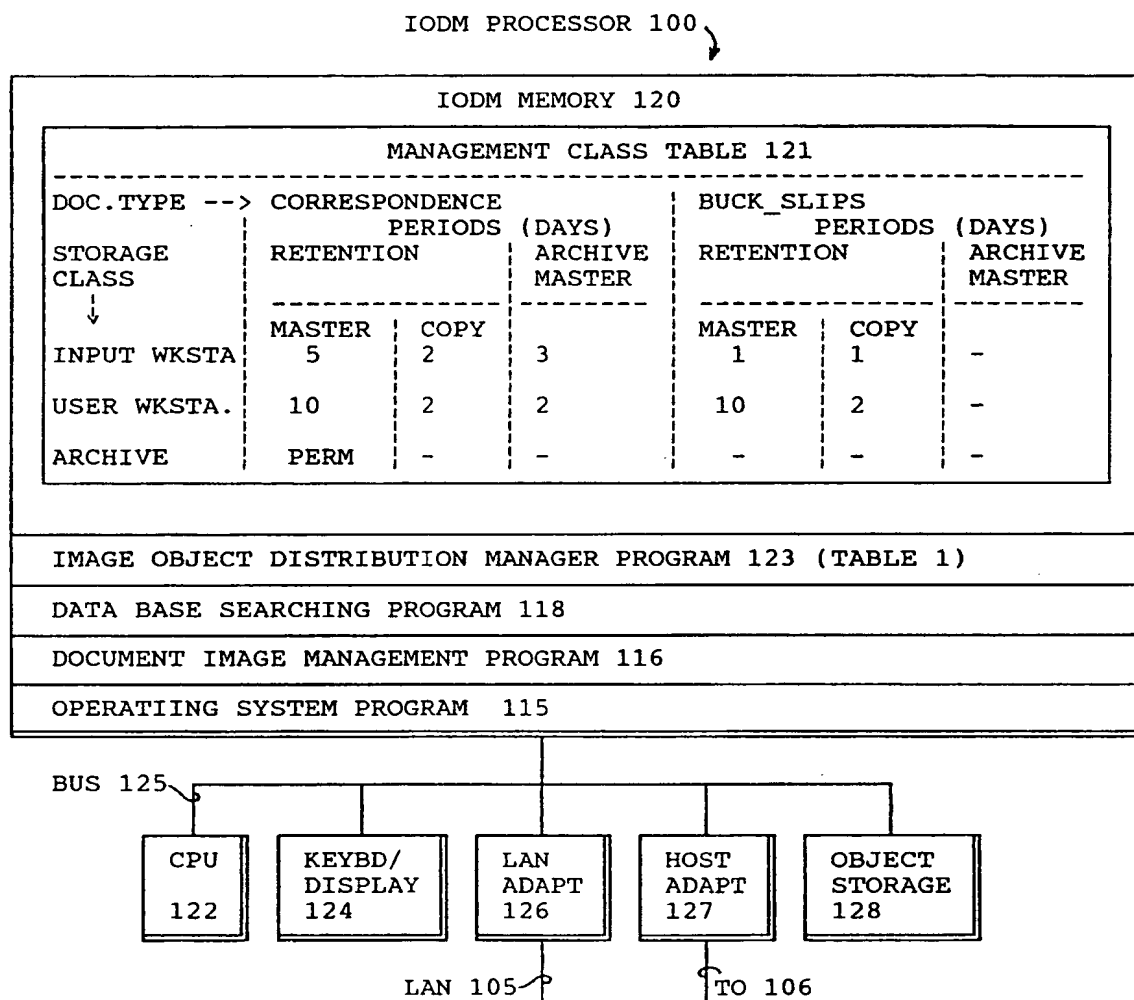 IODM PROCESSOR 100
IODM MEMORY 120
MANAGEMENT CLASS TABLE 121
DOC.TYPE --> CORRESPONDENCE BUCK_SLIPS
PERIODS (DAYS) PERIODS (DAYS)
STORAGE RETENTION ARCHIVE RETENTION ARCHIVE
CLASS MASTER MASTER
MASTER COPY MASTER COPY
INPUT WKSTA 5 2 3 1 1 -
USER WKSTA. 10 2 2 10 2 -
ARCHIVE PERM - - - - -
IMAGE OBJECT DISTRIBUTION MANAGER PROGRAM 123 (TABLE 1)
DATA BASE SEARCHING PROGRAM 118
DOCUMENT IMAGE MANAGEMENT PROGRAM 116
OPERATIING SYSTEM PROGRAM 115
BUS 125
CPU KEYBD/ LAN HOST OBJECT
DISPLAY ADAPT ADAPT STORAGE
122 124 126 127 128
LAN 105 TO 106